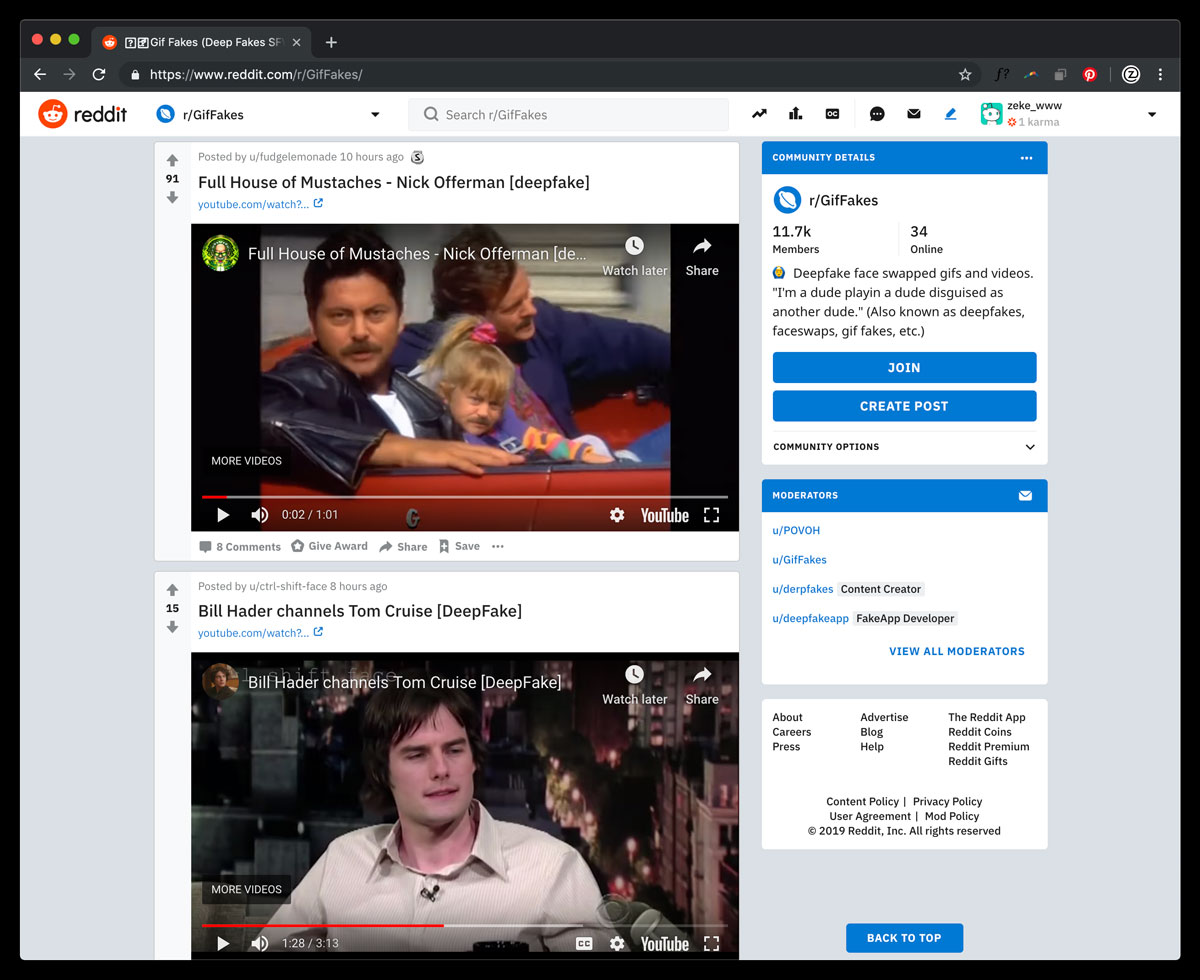 Gif Fakes (Deep Fakes SF
https://www.reddit.com/r/GifFakes/
reddit
r/GifFakes
Search r/GifFakes
zeke_www
1 karma
Posted by u/fudgelemonade 10 hours ago
91
Full House of Mustaches - Nick Offerman [deepfake]
youtube.com/watch?...
Full House of Mustaches - Nick Offerman [de...
Watch later
Share
MORE VIDEOS
0:02 / 1:01
YouTube
8 Comments Give Award Share Save
Posted by u/ctrl-shift-face 8 hours ago
15
Bill Hader channels Tom Cruise [DeepFake]
youtube.com/watch?...
Bill Hader channels Tom Cruise [DeepFake]
Watch later
Share
MORE VIDEOS
1:28 / 3:13
CC
YouTube
COMMUNITY DETAILS
r/GifFakes
11.7k 34
Members Online
Deepfake face swapped gifs and videos.
"I'm a dude playin a dude disguised as
another dude." (Also known as deepfakes,
faceswaps, gif fakes, etc.)
JOIN
CREATE POST
COMMUNITY OPTIONS
MODERATORS
u/POVOH
u/GifFakes
u/derpfakes Content Creator
u/deepfakeapp FakeApp Developer
VIEW ALL MODERATORS
About Advertise The Reddit App
Careers Blog Reddit Coins
Press Help Reddit Premium
Reddit Gifts
Content Policy | Privacy Policy
User Agreement | Mod Policy
© 2019 Reddit, Inc. All rights reserved
BACK TO TOP